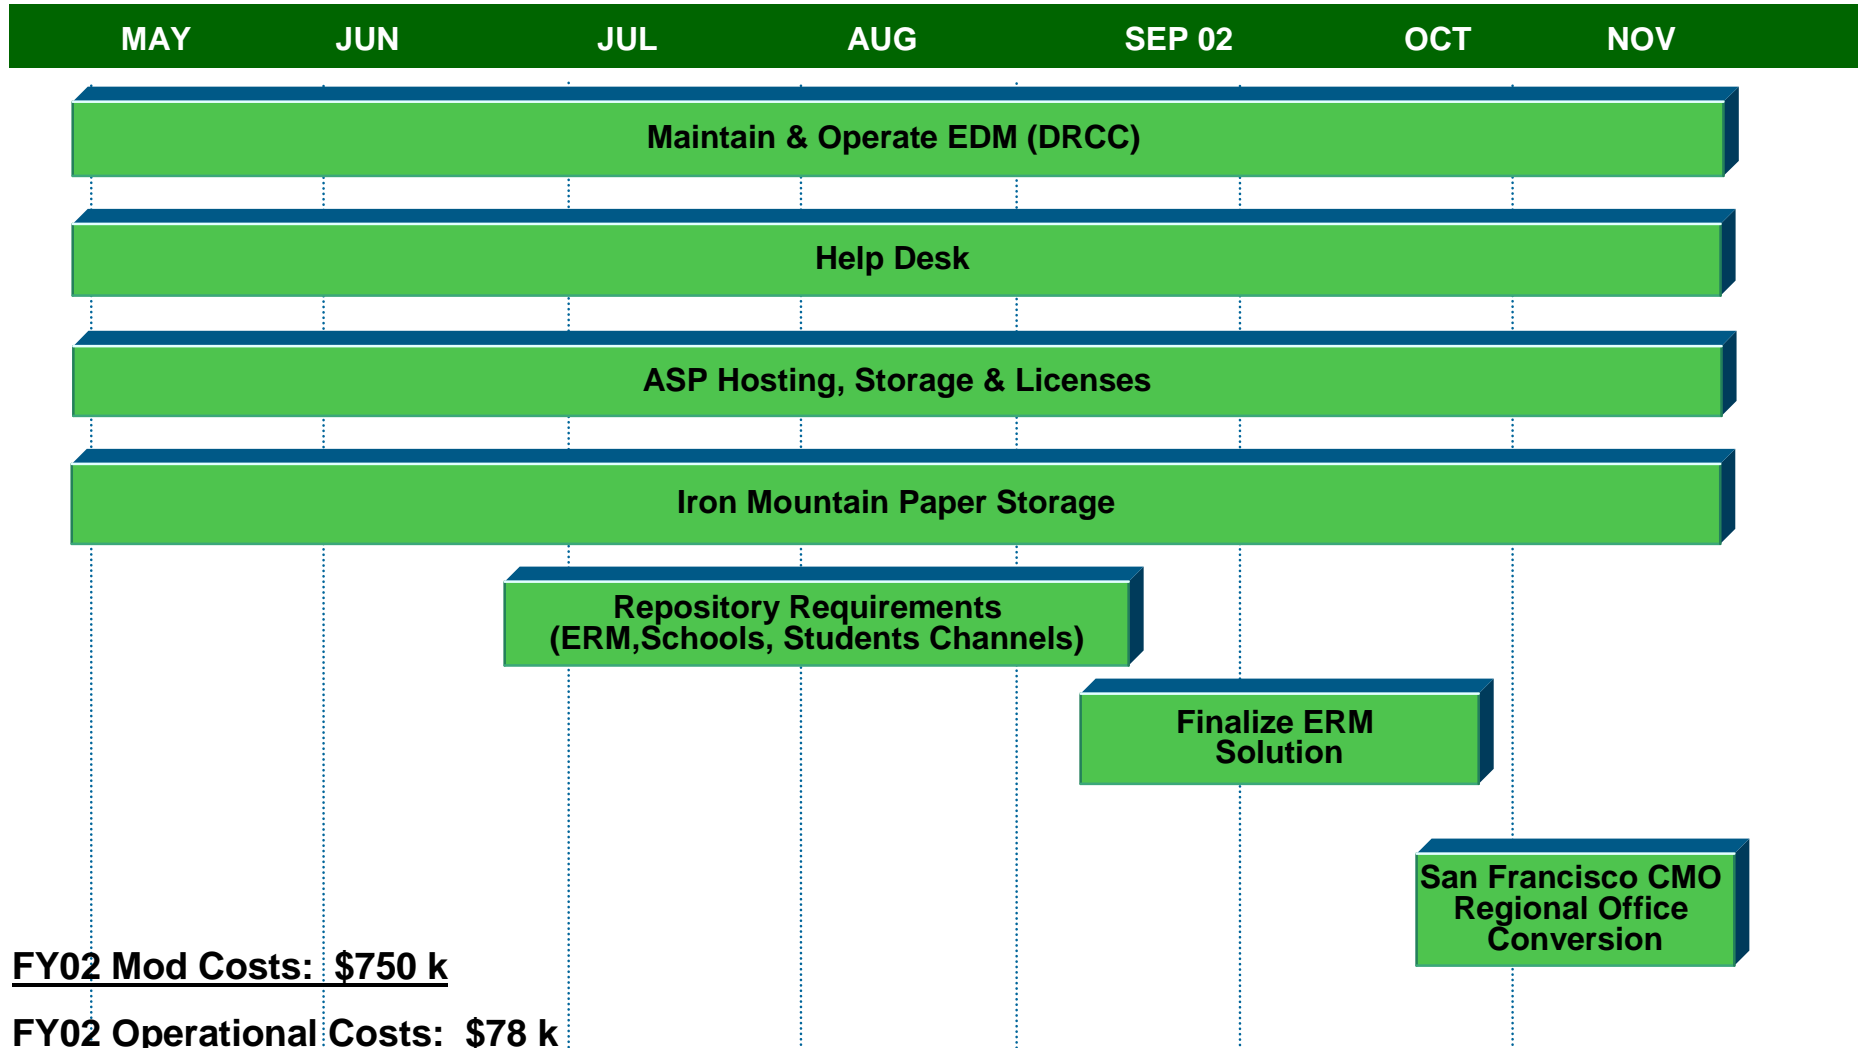 MAY JUN JUL AUG SEP 02 OCT NOV
Maintain & Operate EDM (DRCC)
Help Desk
ASP Hosting, Storage & Licenses
Iron Mountain Paper Storage
Repository Requirements
(ERM,Schools, Students Channels)
Finalize ERM
Solution
San Francisco CMO
Regional Office
Conversion
FY02 Mod Costs: $750 k
FY02 Operational Costs: $78 k